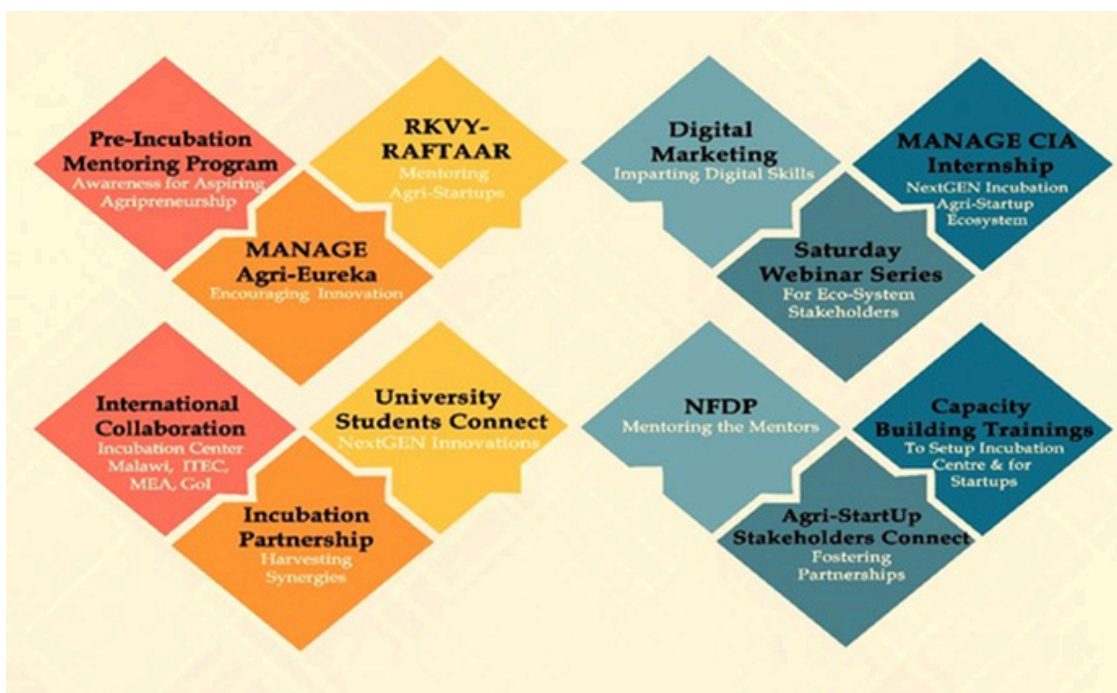 Pre-Incubation
Mentoring Program
Awareness for Aspiring
Agripreneurship
RKVY-
RAFTAAR
Mentoring
Agri-Startups
MANAGE
Agri-Eureka
Encouraging Innovation
Digital
Marketing
Imparting Digital Skills
MANAGE CIA
Internship
NextGEN Incubation
Agri-Startup
Ecosystem
Saturday
Webinar Series
For Eco-System
Stakeholders
International
Collaboration
Incubation Center
Malawi, ITEC,
MEA, GoI
University
Students Connect
NextGEN Innovations
Incubation
Partnership
Harvesting
Synergies
NFDP
Mentoring the Mentors
Capacity
Building Trainings
To Setup Incubation
Centre & for
Startups
Agri-StartUp
Stakeholders Connect
Fostering
Partnerships